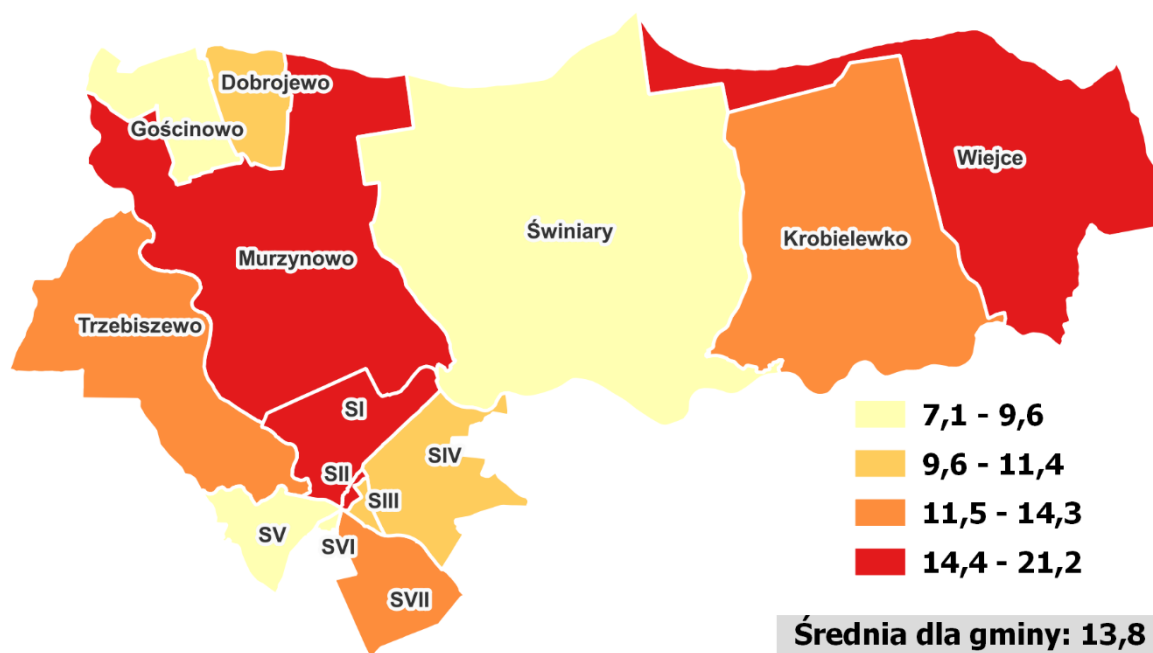 Dobrojewo
Gościnowo
Wiejce
Świniary
Krobielewko
Murzynowo
Trzebiszewo
SI
SIV
SII
SIII
SV
SVI
SVII
7,1 - 9,6
9,6 - 11,4
11,5 - 14,3
14,4 - 21,2
Średnia dla gminy: 13,8